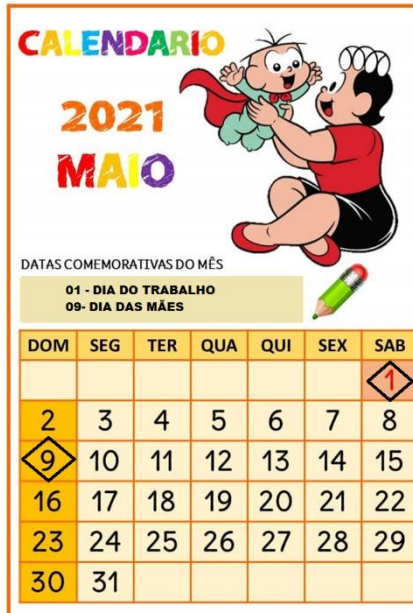 CALENDARIO
2021
MAIO
DATAS COMEMORATIVAS DO MÊS
01 - DIA DO TRABALHO
09- DIA DAS MÃES
DOM SEG TER QUA QUI SEX SAB
1
2 3 4 5 6 7 8
9 10 11 12 13 14 15
16 17 18 19 20 21 22
23 24 25 26 27 28 29
30 31